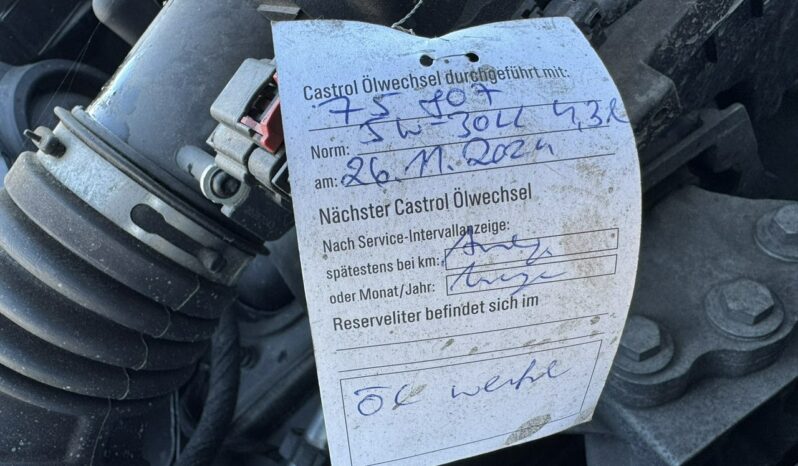 Castrol Ölwechsel durchgeführt mit:
75 807
Norm: 5W-30LL 4,3L
am: 26.11.2024
Nächster Castrol Ölwechsel
Nach Service-Intervallanzeige:
spätestens bei km:
oder Monat/Jahr:
Reserveliter befindet sich im
Öl